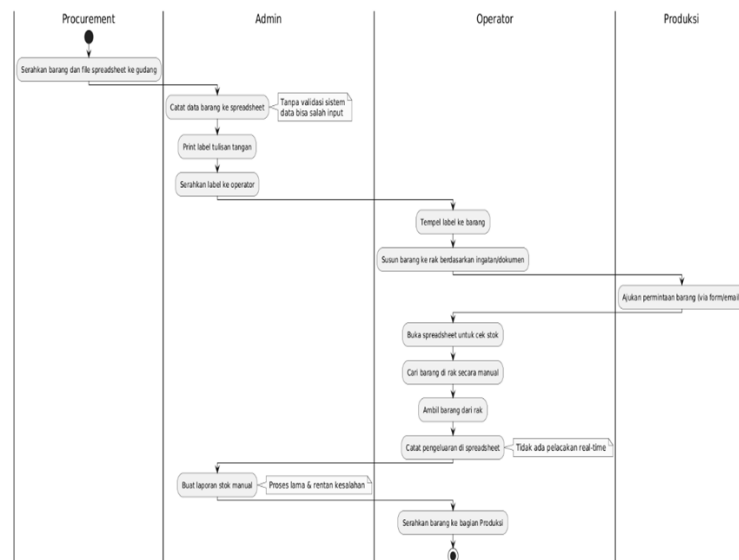 Procurement
Admin
Operator
Produksi
Serahkan barang dan file spreadsheet ke gudang
Catat data barang ke spreadsheet
Tanpa validasi sistem
data bisa salah input
Print label tulisan tangan
Serahkan label ke operator
Tempel label ke barang
Susun barang ke rak berdasarkan ingatan/dokumen
Ajukan permintaan barang (via form/email
Buka spreadsheet untuk cek stok
Cari barang di rak secara manual
Ambil barang dari rak
Catat pengeluaran di spreadsheet
Tidak ada pelacakan real-time
Buat laporan stok manual
Proses lama & rentan kesalahan
Serahkan barang ke bagian Produksi